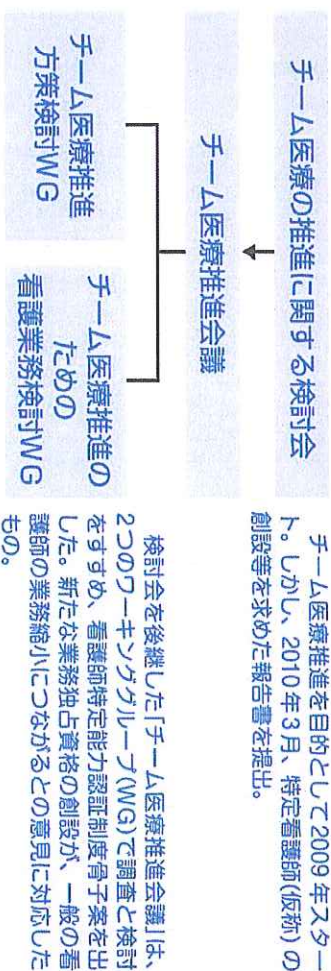 チーム医療の推進に関する検討会
チーム医療推進を目的として2009年スター
ト。しかし、2010年3月、特定看護師(仮称)の
創設等を求めた報告書を提出。
チーム医療推進会議
チーム医療推進
方策検討WG
チーム医療推進の
ための
看護業務検討WG
検討会を後継した「チーム医療推進会議」は、
2つのワーキンググループ(WG)で調査と検討
をすすめ、看護師特定能力認証制度骨子案を出
した。新たな業務独占資格の創設が、一般の看
護師の業務縮小につながるとの意見に対応した
もの。